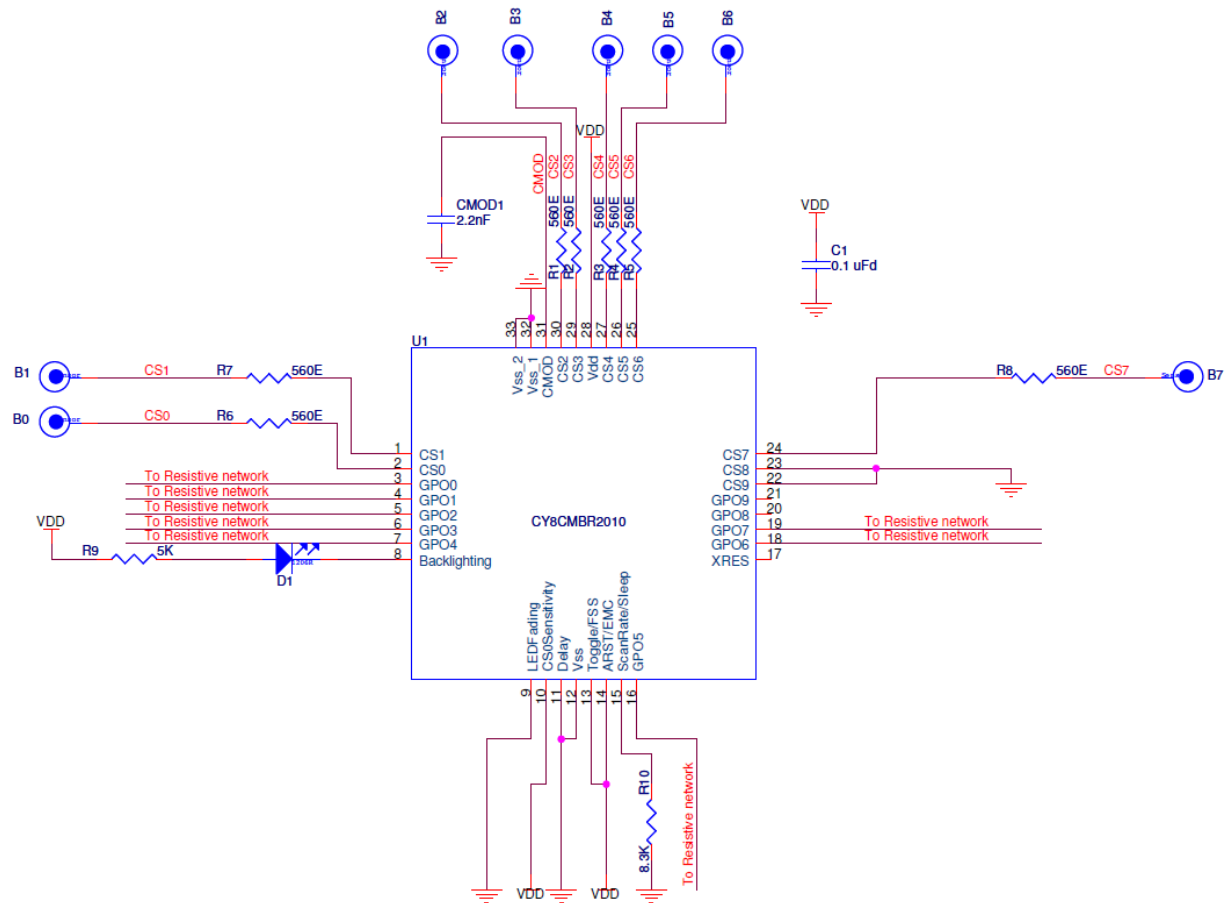 B2
B3
B4
B5
B6
VDD
CMOD
CS2
CS3
CS4
CS5
CS6
CMOD1
2.2nF
560E
560E
560E
560E
560E
R1
R2
R3
R4
R5
VDD
C1
0.1 uFd
33
32
31
30
29
28
27
26
25
U1
Vss_2
Vss_1
CMOD
CS2
CS3
Vdd
CS4
CS5
CS6
B1 CS1 R7 560E
R8 560E CS7 B7
B0 CS0 R6 560E
1 CS1
2 CS0
To Resistive network 3 GPO0
To Resistive network 4 GPO1
To Resistive network 5 GPO2
To Resistive network 6 GPO3
To Resistive network 7 GPO4
VDD
R9 5K
D1
8 Backlighting
CY8CMBR2010
CS7 24
CS8 23
CS9 22
GPO9 21
GPO8 20
GPO7 19 To Resistive network
GPO6 18 To Resistive network
XRES 17
LEDFading
CS0Sensitivity
Delay
Vss
Toggle/FSS
ARST/EMC
ScanRate/Sleep
GPO5
9
10
11
12
13
14
15
16
R10
8.3K
To Resistive network
VDD
VDD